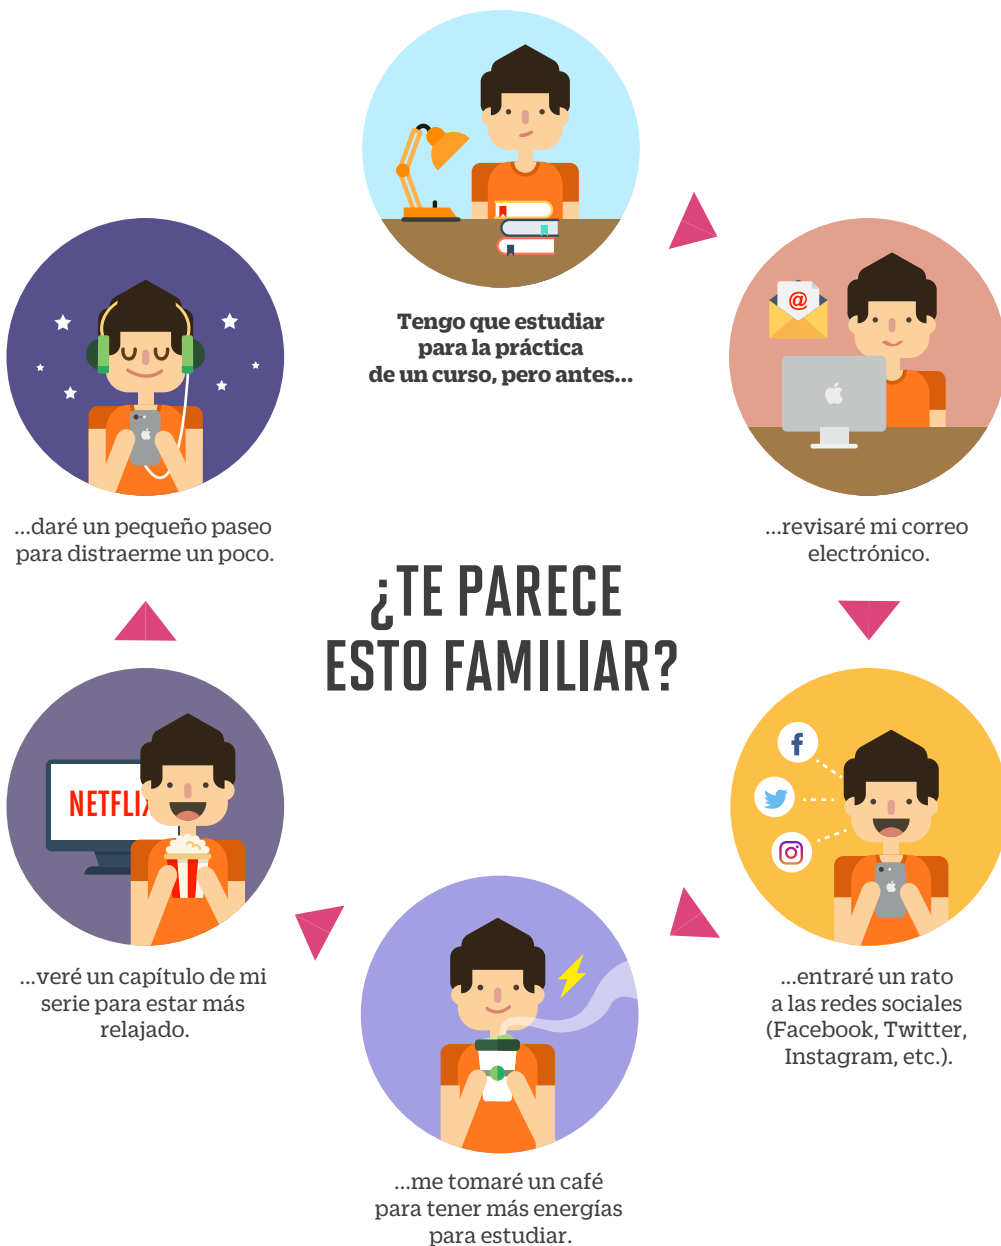 Tengo que estudiar
para la práctica
de un curso, pero antes...
@
...revisaré mi correo
electrónico.
...entraré un rato
a las redes sociales
(Facebook, Twitter,
Instagram, etc.).
...me tomaré un café
para tener más energías
para estudiar.
NETFLIX
...veré un capítulo de mi
serie para estar más
relajado.
...daré un pequeño paseo
para distraerme un poco.
¿TE PARECE
ESTO FAMILIAR?